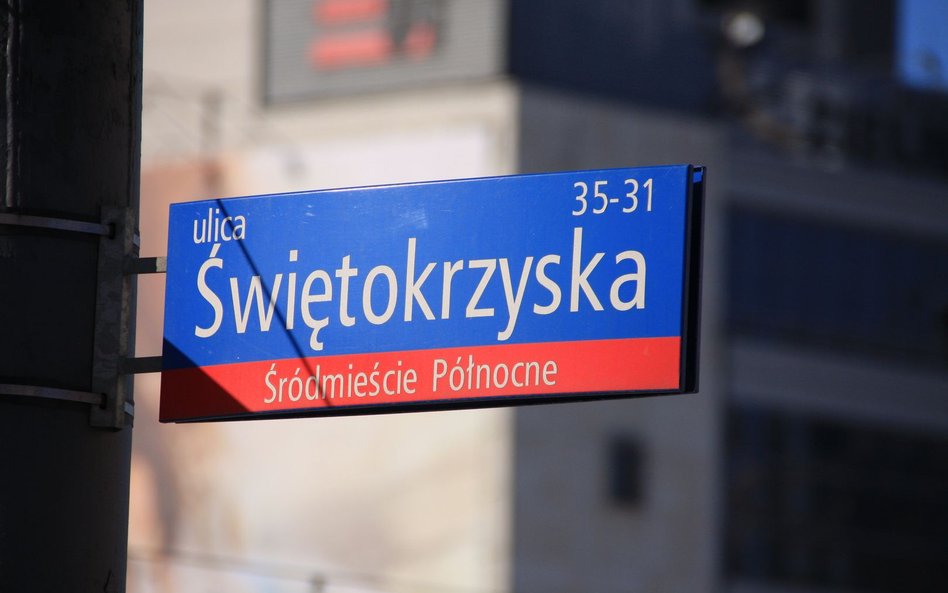 ulica 35-31
Świętokrzyska
Śródmieście Północne